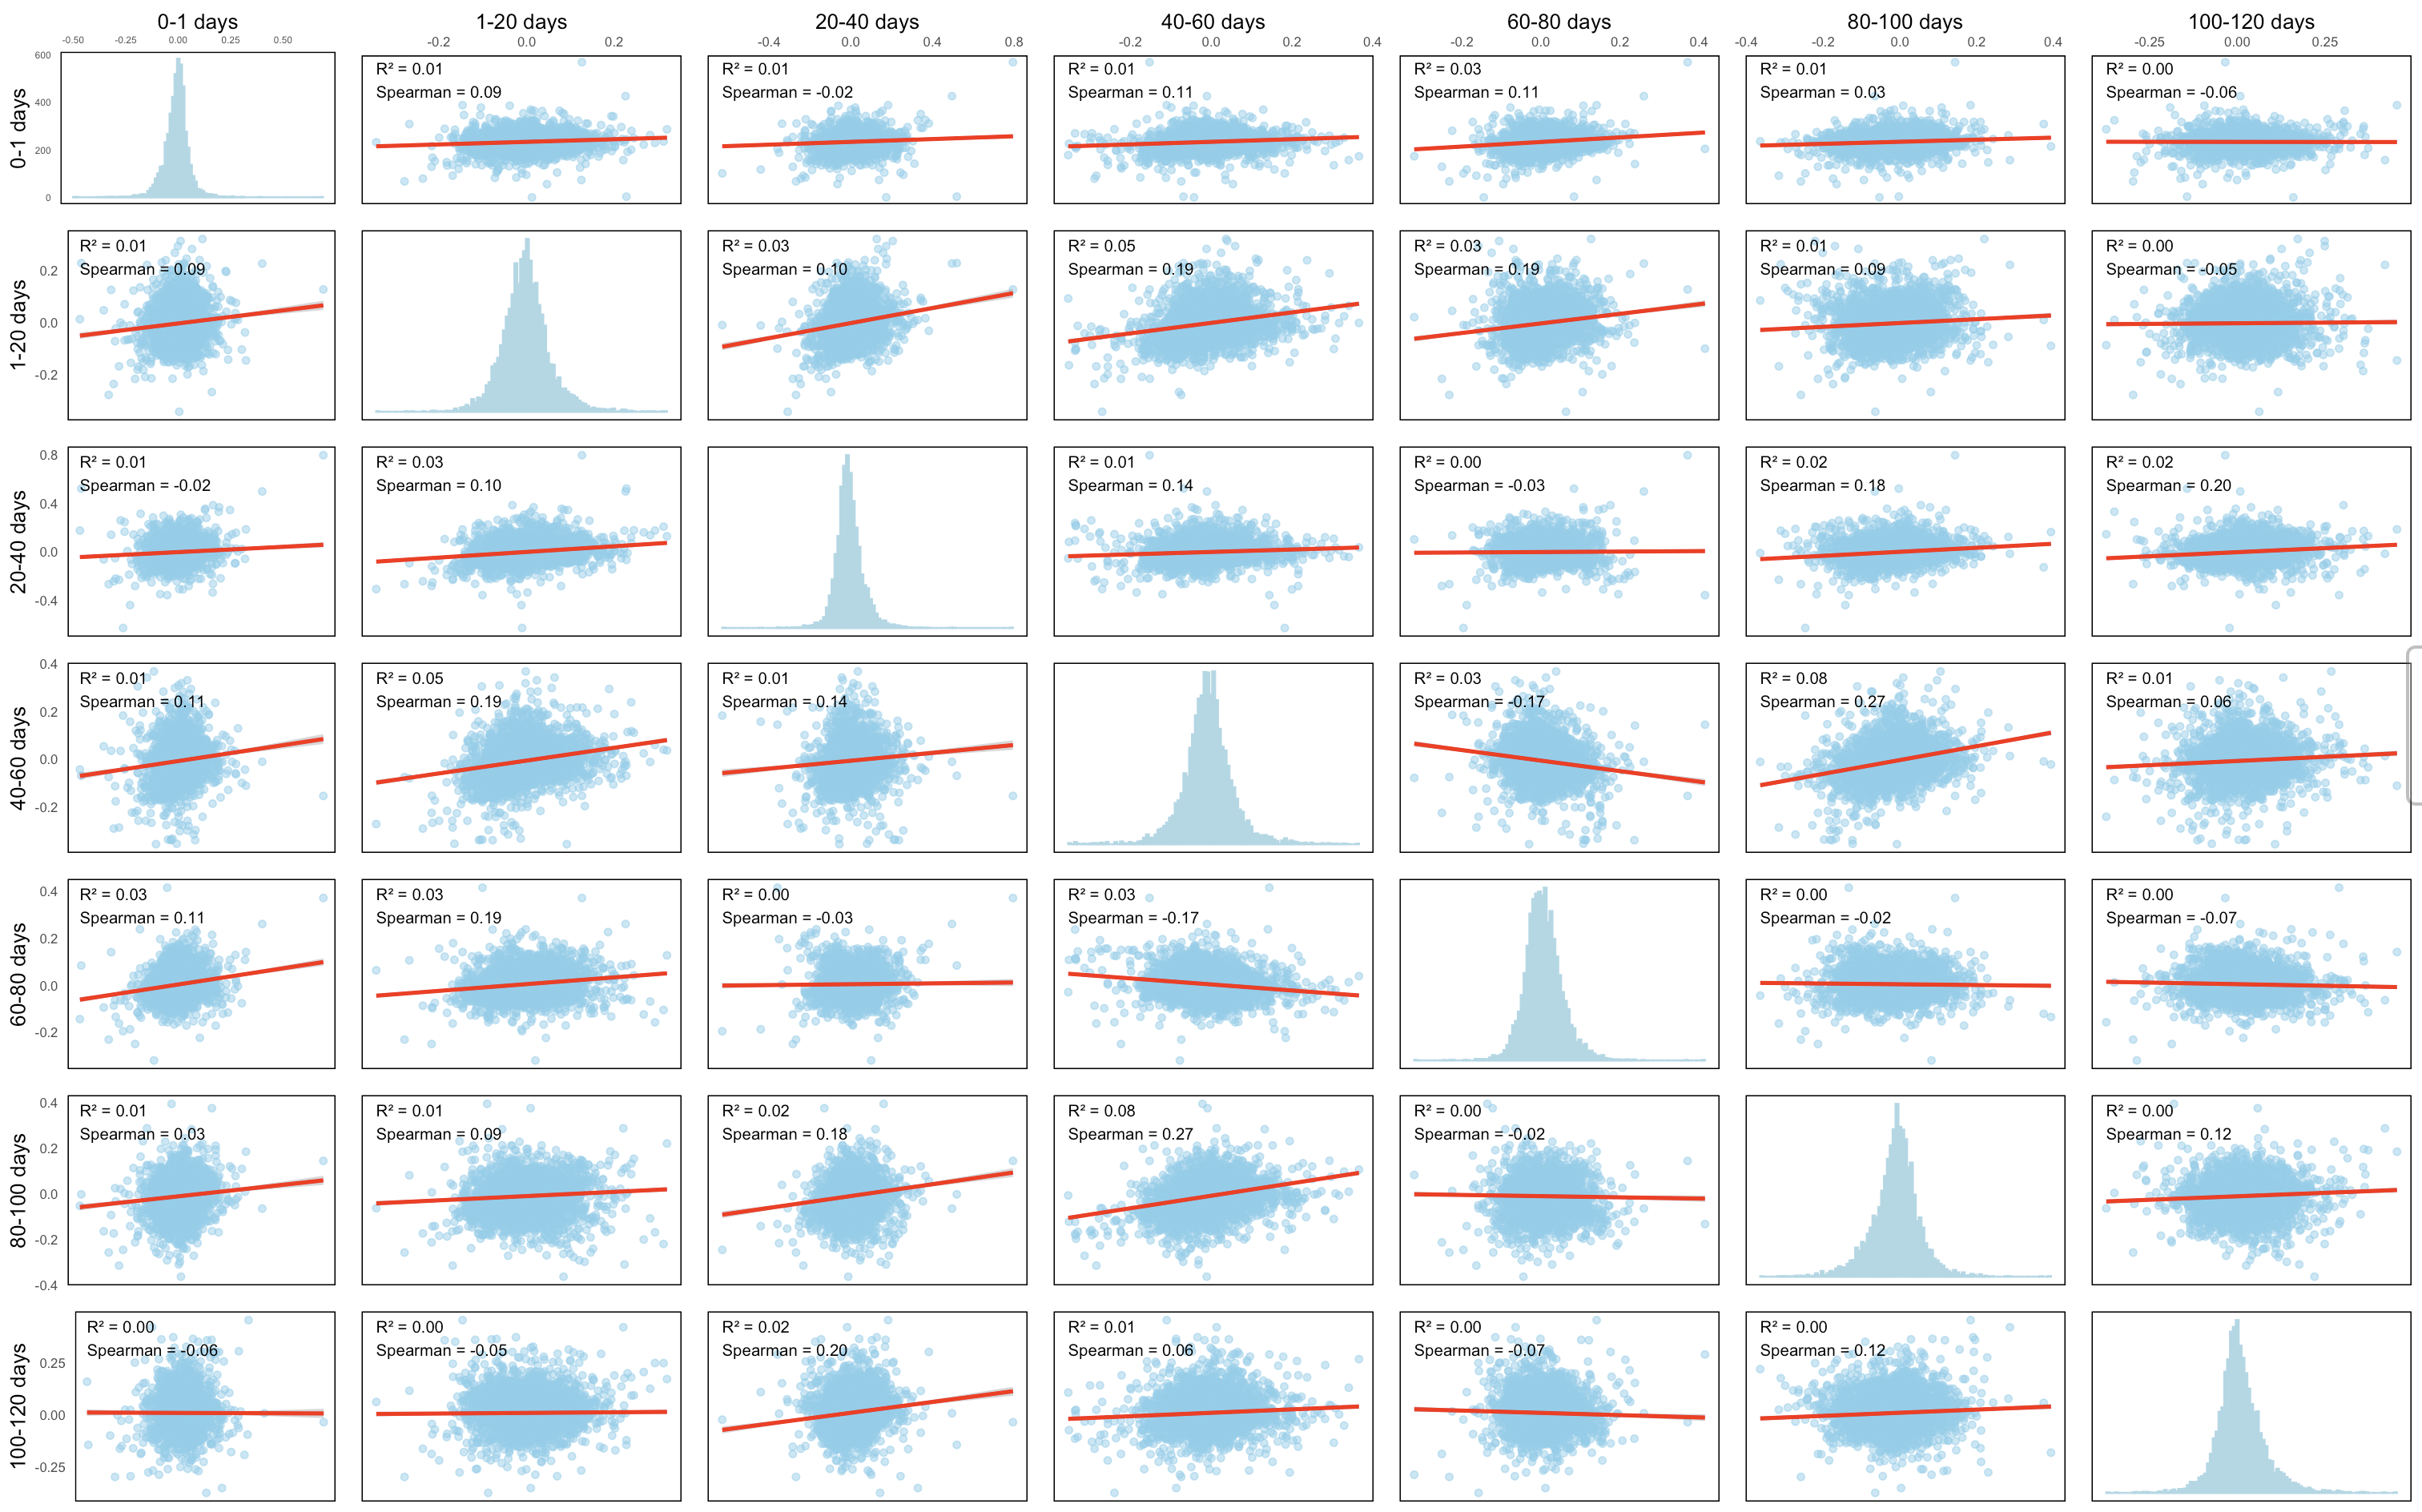 0-1 days 1-20 days 20-40 days 40-60 days 60-80 days 80-100 days 100-120 days
-0.50 -0.25 0.00 0.25 0.50 -0.2 0.0 0.2 -0.4 0.0 0.4 0.8 -0.2 0.0 0.2 0.4 -0.2 0.0 0.2 0.4 -0.4 -0.2 0.0 0.2 0.4 -0.25 0.00 0.25
0-1 days
600
400
200
0
R² = 0.01
Spearman = 0.09
R² = 0.01
Spearman = -0.02
R² = 0.01
Spearman = 0.11
R² = 0.03
Spearman = 0.11
R² = 0.01
Spearman = 0.03
R² = 0.00
Spearman = -0.06
1-20 days
0.2
0.0
-0.2
R² = 0.01
Spearman = 0.09
R² = 0.03
Spearman = 0.10
R² = 0.05
Spearman = 0.19
R² = 0.03
Spearman = 0.19
R² = 0.01
Spearman = 0.09
R² = 0.00
Spearman = -0.05
20-40 days
0.8
0.4
0.0
-0.4
R² = 0.01
Spearman = -0.02
R² = 0.03
Spearman = 0.10
R² = 0.01
Spearman = 0.14
R² = 0.00
Spearman = -0.03
R² = 0.02
Spearman = 0.18
R² = 0.02
Spearman = 0.20
40-60 days
0.4
0.2
0.0
-0.2
R² = 0.01
Spearman = 0.11
R² = 0.05
Spearman = 0.19
R² = 0.01
Spearman = 0.14
R² = 0.03
Spearman = -0.17
R² = 0.08
Spearman = 0.27
R² = 0.01
Spearman = 0.06
60-80 days
0.4
0.2
0.0
-0.2
R² = 0.03
Spearman = 0.11
R² = 0.03
Spearman = 0.19
R² = 0.00
Spearman = -0.03
R² = 0.03
Spearman = -0.17
R² = 0.00
Spearman = -0.02
R² = 0.00
Spearman = -0.07
80-100 days
0.4
0.2
0.0
-0.2
-0.4
R² = 0.01
Spearman = 0.03
R² = 0.01
Spearman = 0.09
R² = 0.02
Spearman = 0.18
R² = 0.08
Spearman = 0.27
R² = 0.00
Spearman = -0.02
R² = 0.00
Spearman = 0.12
100-120 days
0.25
0.00
-0.25
R² = 0.00
Spearman = -0.06
R² = 0.00
Spearman = -0.05
R² = 0.02
Spearman = 0.20
R² = 0.01
Spearman = 0.06
R² = 0.00
Spearman = -0.07
R² = 0.00
Spearman = 0.12